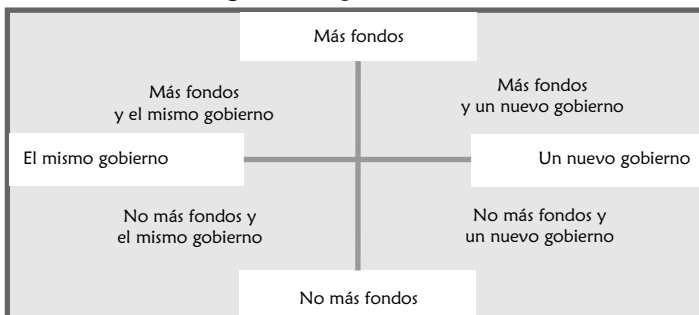 Más fondos
Más fondos
y el mismo gobierno
Más fondos
y un nuevo gobierno
El mismo gobierno
Un nuevo gobierno
No más fondos y
el mismo gobierno
No más fondos y
un nuevo gobierno
No más fondos